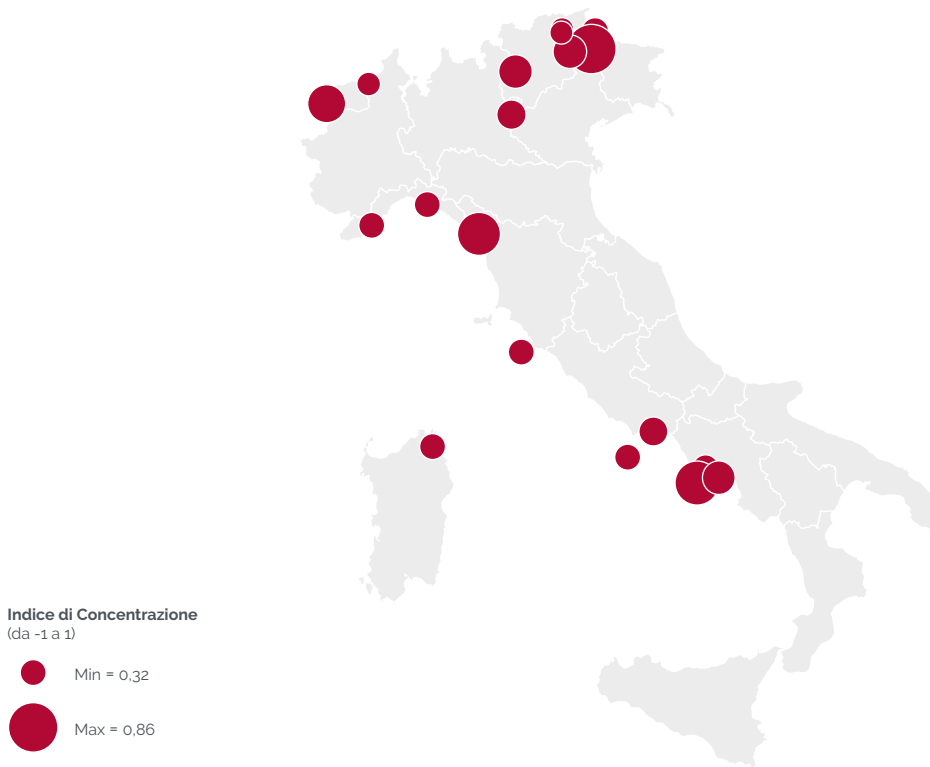 Indice di Concentrazione
(da -1 a 1)
Min = 0,32
Max = 0,86